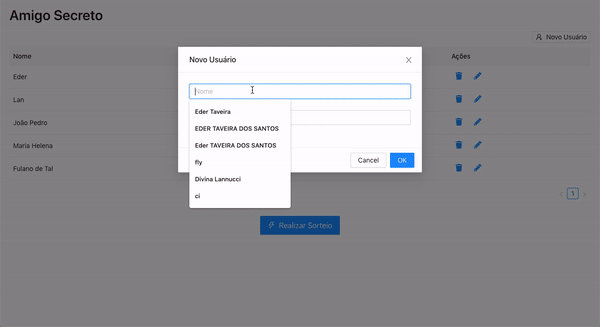 Amigo Secreto
Novo Usuário
Nome
Ações
Eder
Lan
João Pedro
Maria Helena
Fulano de Tal
Novo Usuário
Nome
Eder Taveira
EDER TAVEIRA DOS SANTOS
Eder TAVEIRA DOS SANTOS
fly
Divina Lannucci
ci
Cancel
OK
1
Realizar Sorteio